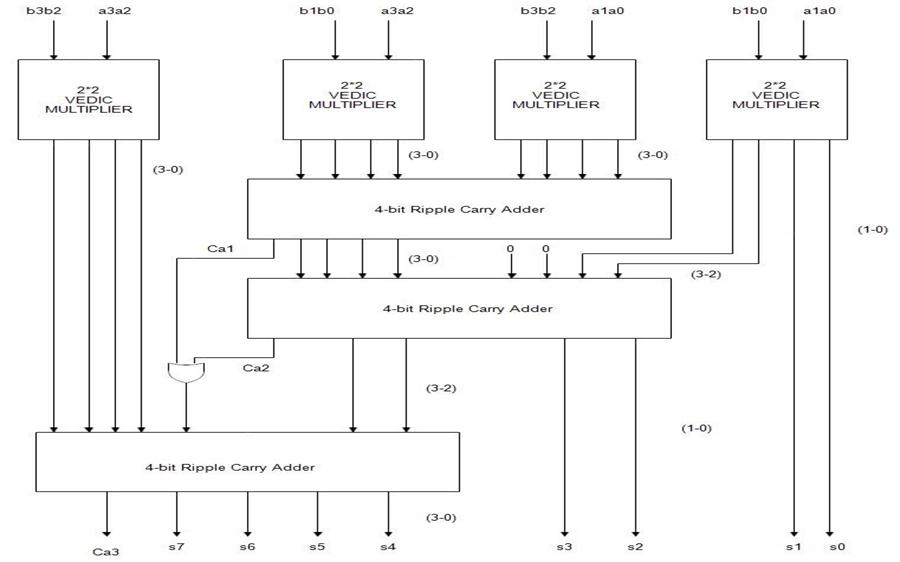 b3b2 a3a2 b1b0 a3a2 b3b2 a1a0 b1b0 a1a0
2*2 2*2 2*2 2*2
VEDIC VEDIC VEDIC VEDIC
MULTIPLIER MULTIPLIER MULTIPLIER MULTIPLIER
(3-0) (3-0) (3-0)
4-bit Ripple Carry Adder
(1-0)
Ca1 0 0
(3-0) (3-2)
4-bit Ripple Carry Adder
Ca2
(3-2)
(1-0)
4-bit Ripple Carry Adder
(3-0)
Ca3 s7 s6 s5 s4 s3 s2 s1 s0